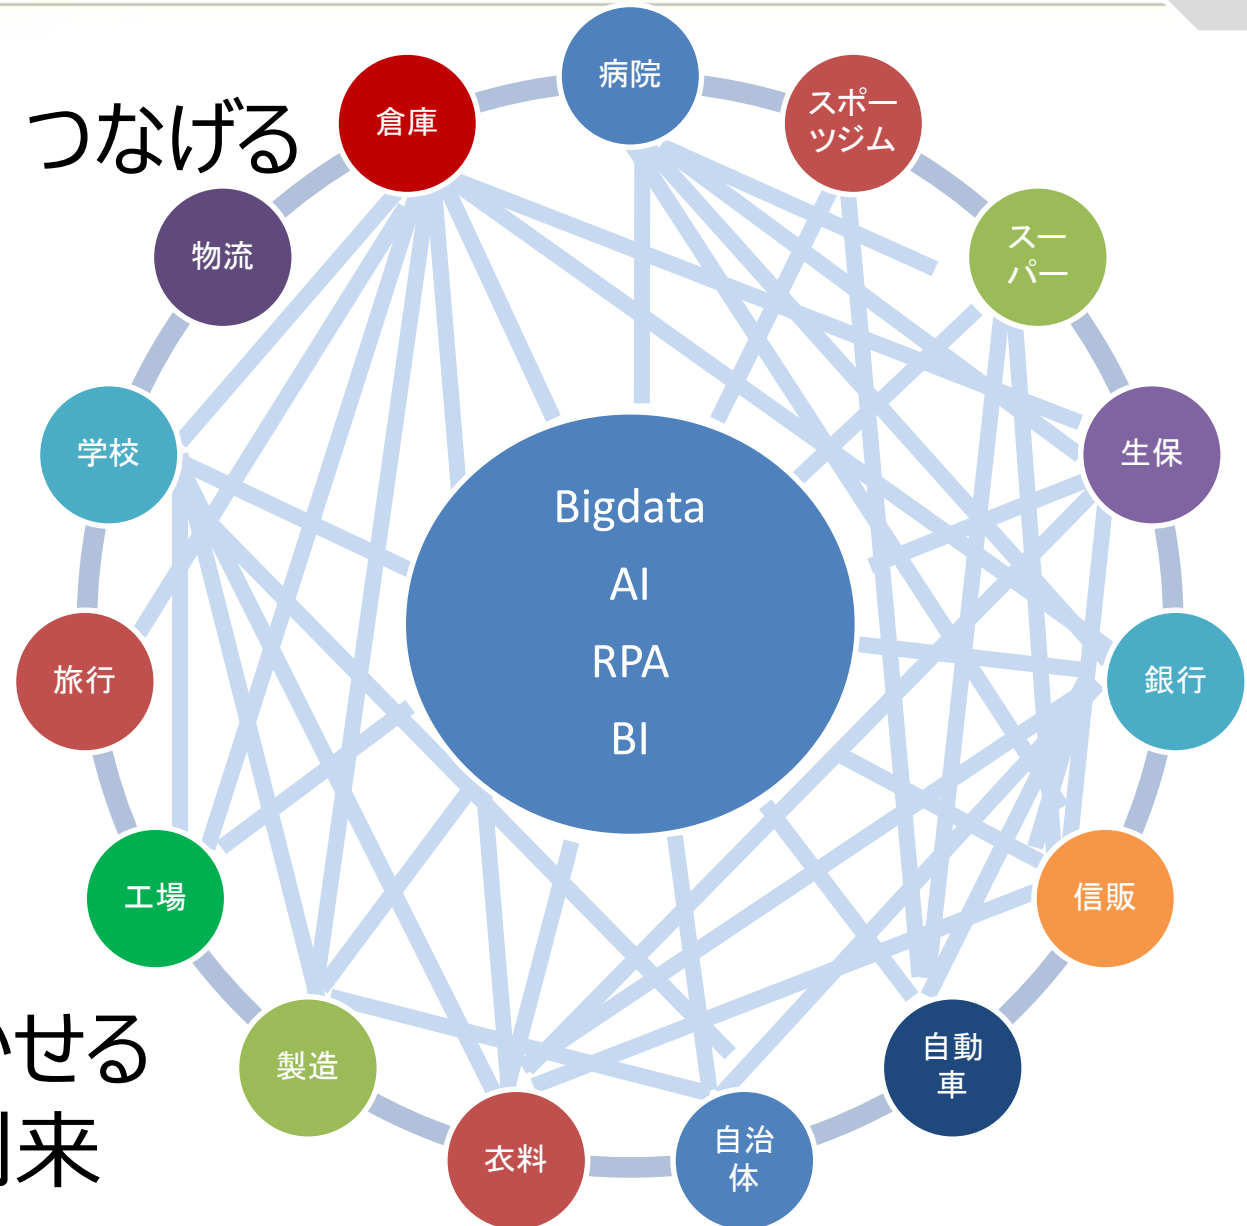 つなげる
病院
スポー
ツジム
スー
パー
生保
銀行
信販
自動
車
自治
体
衣料
製造
工場
旅行
学校
物流
倉庫
Bigdata
AI
RPA
BI
かせる
到来